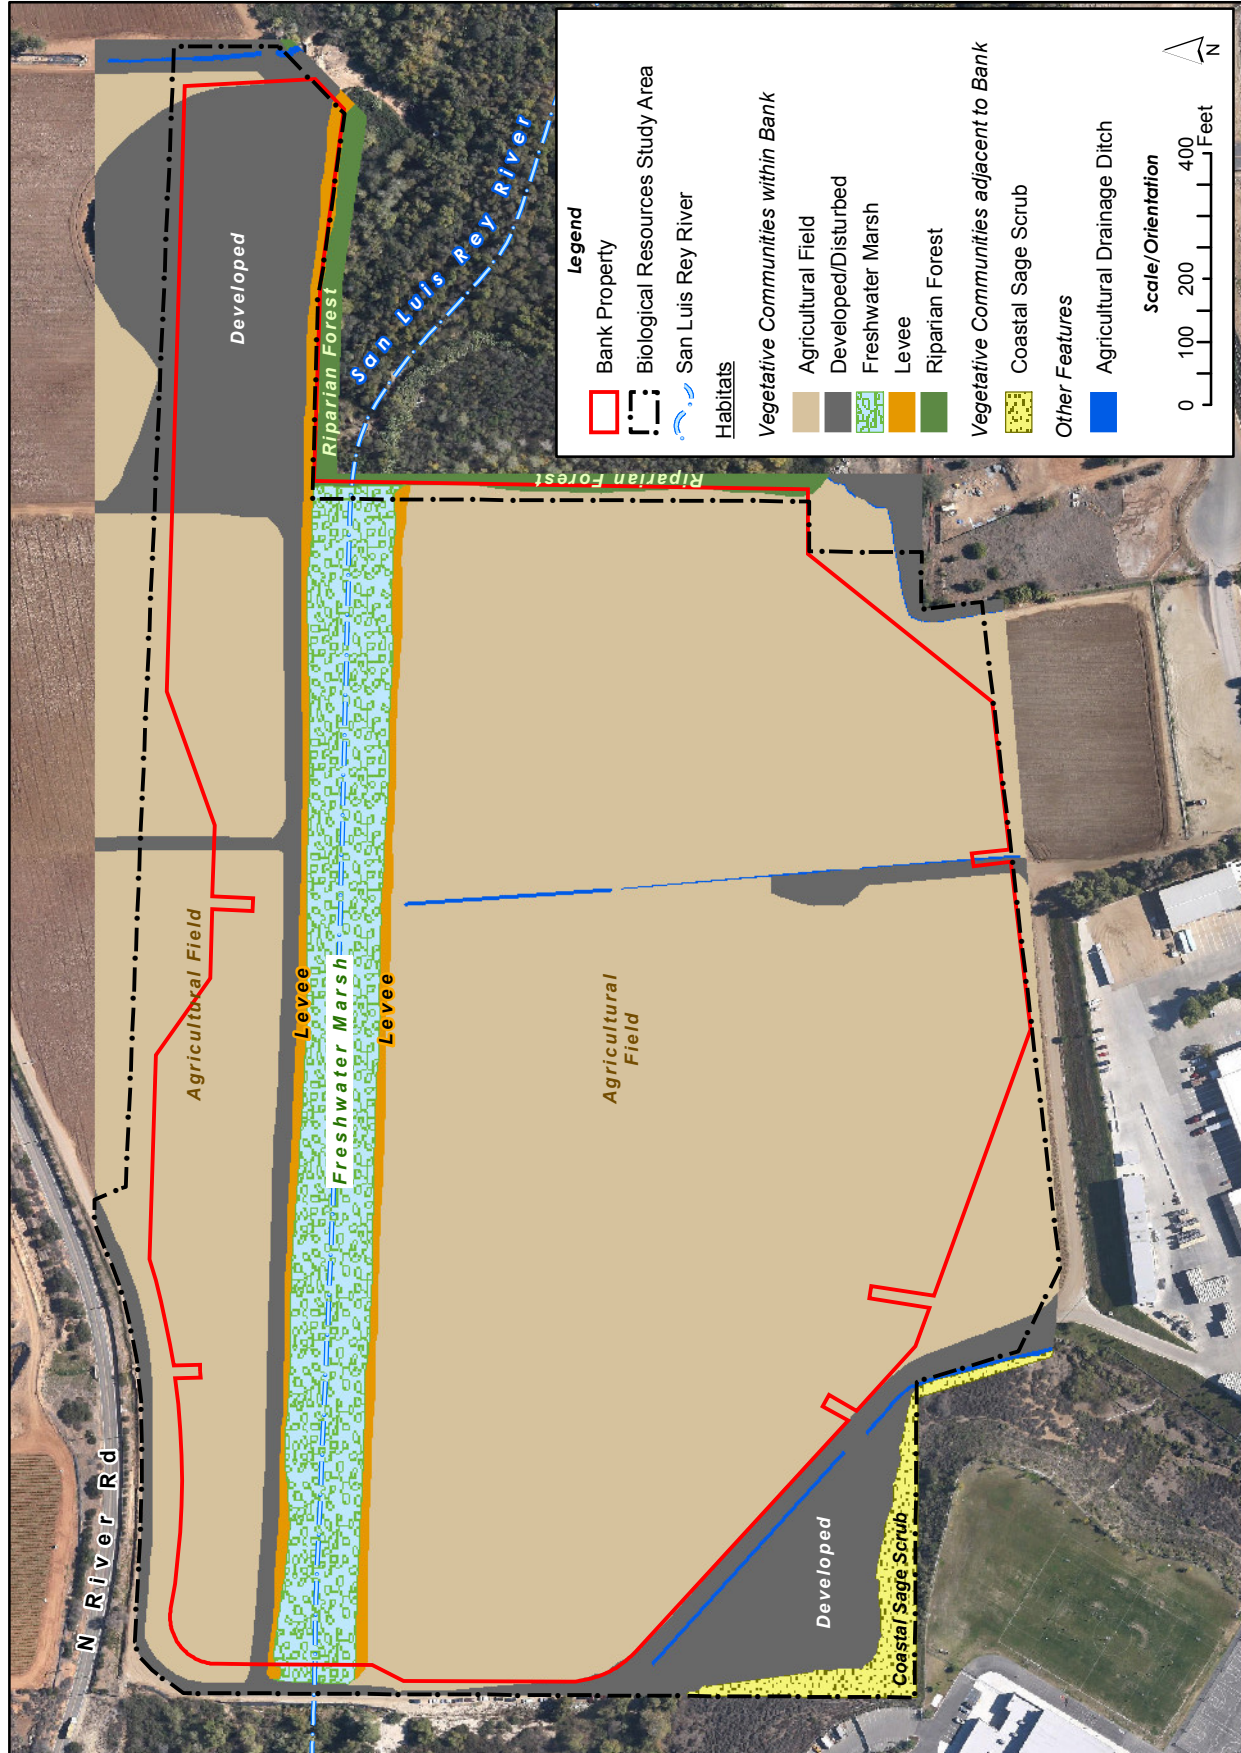 N River Rd
Agricultural Field
Developed
Levee
Freshwater Marsh
Levee
Riparian Forest
San Luis Rey River
Riparian Forest
Agricultural
Field
Developed
Coastal Sage Scrub
Legend
Bank Property
Biological Resources Study Area
San Luis Rey River
Habitats
Vegetative Communities within Bank
Agricultural Field
Developed/Disturbed
Freshwater Marsh
Levee
Riparian Forest
Vegetative Communities adjacent to Bank
Coastal Sage Scrub
Other Features
Agricultural Drainage Ditch
Scale/Orientation
0 100 200 400
Feet
N